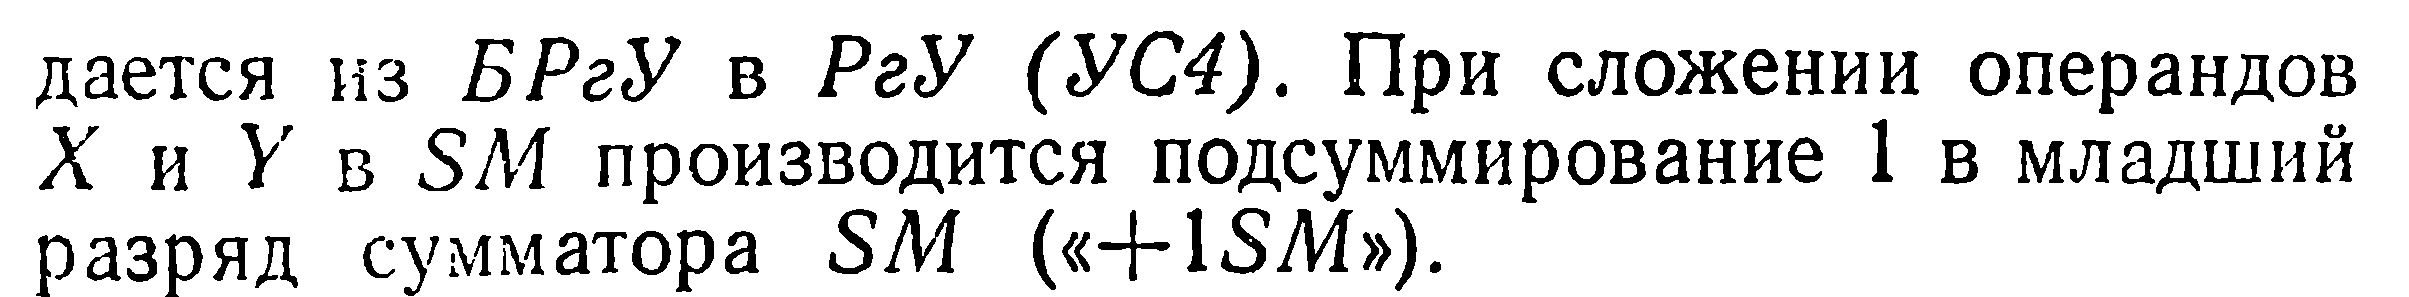 дается из БРгУ в РгУ (УС4). При сложении операндов
X и Y в SM производится подсуммирование 1 в младший
разряд сумматора SM («+1SM»).